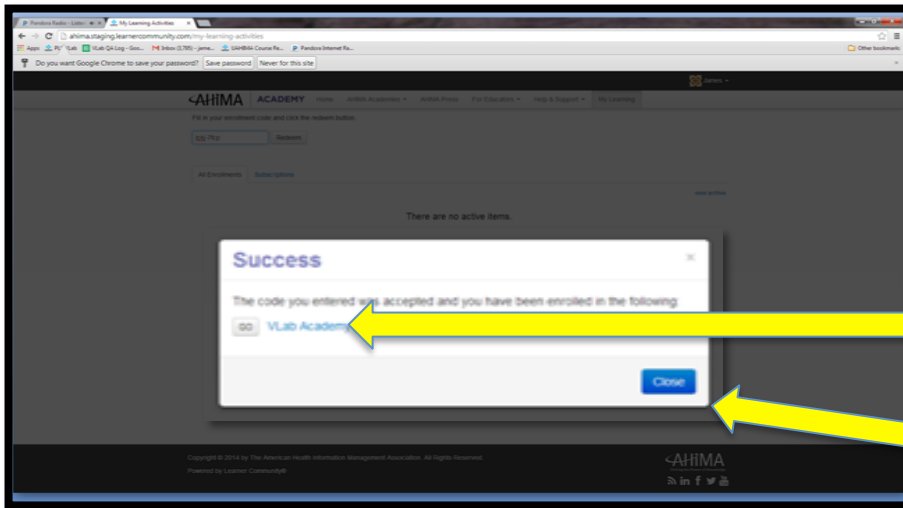 Pandora Radio - Listen
My Learning Activities
ahima.staging.learnercommunity.com/my-learning-activities
Apps
VLab QA Log - Goo...
Inbox (3,785) - jame...
Pandora Internet Ra...
Other bookmarks
Do you want Google Chrome to save your password? Save password Never for this site
James
AHIMA ACADEMY Home AHIMA Academies AHIMA Press For Educators Help & Support My Learning
Fill in your enrollment code and click the redeem button.
Redeem
All Enrollments Subscriptions
There are no active items.
Success ×
The code you entered was accepted and you have been enrolled in the following:
GO VLab Academy
Close
Copyright © 2014 by The American Health Information Management Association. All Rights Reserved.
Powered by Learner Community®
AHIMA